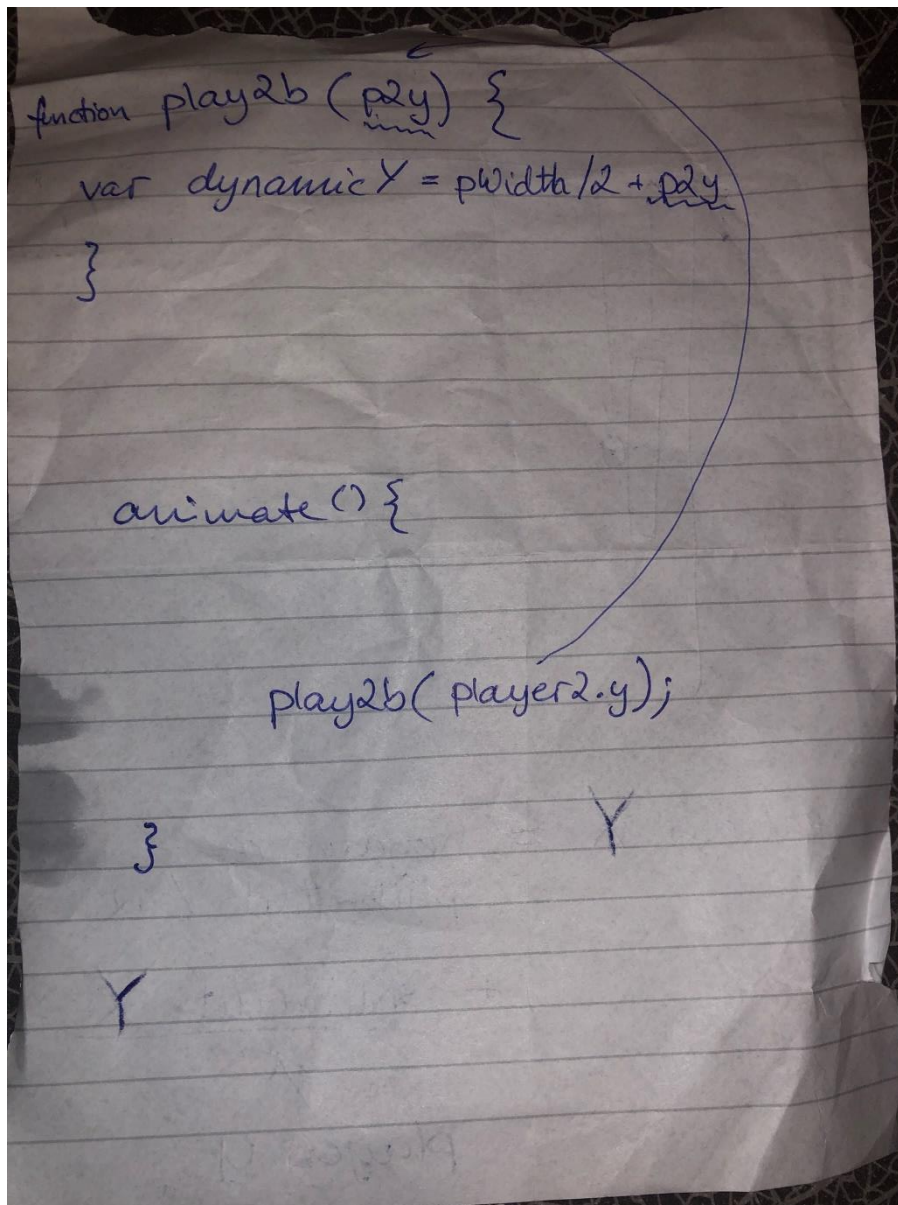 function play2b (p2y) {
var dynamicY = pWidth/2 + p2y
}
animate () {
play2b( player2.y);
Y
}
Y